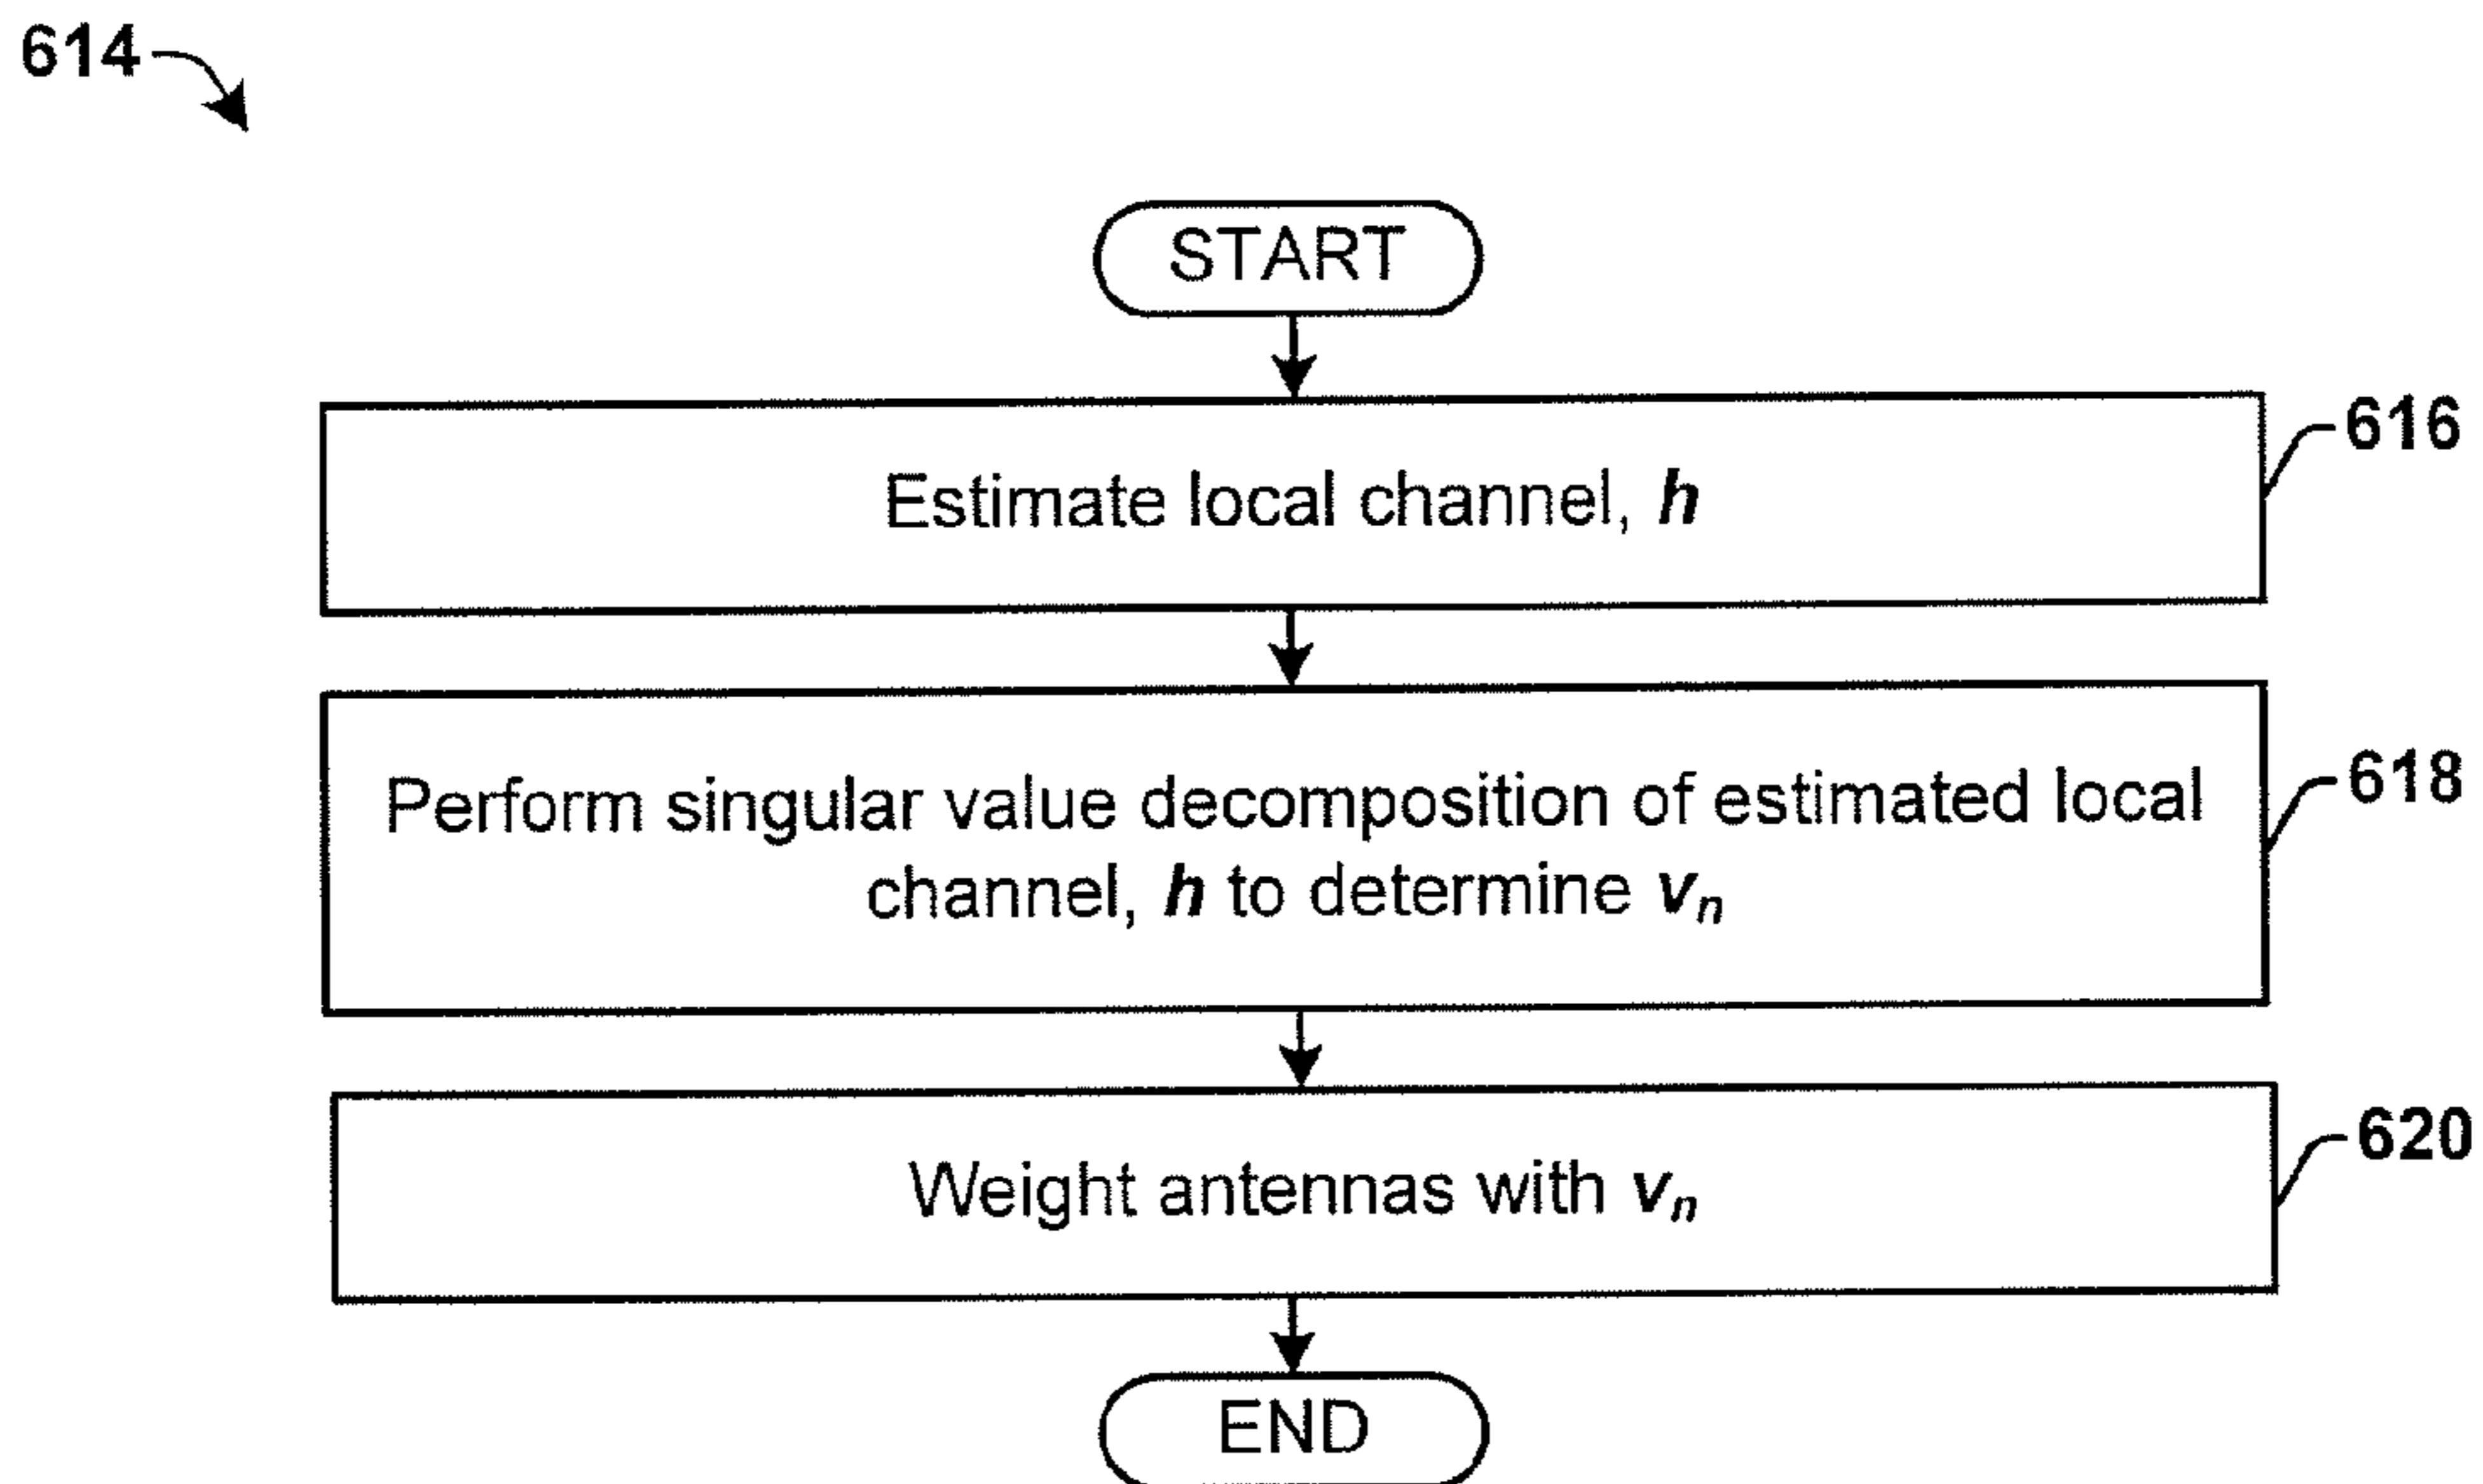 614
START
Estimate local channel, h
616
Perform singular value decomposition of estimated local
channel, h to determine vn
618
Weight antennas with vn
620
END